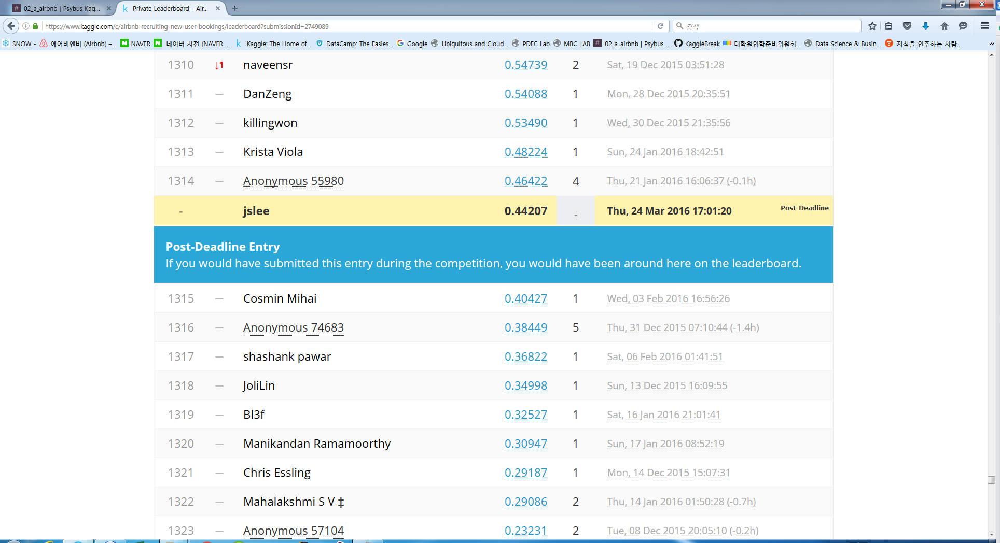 02_a_airbnb | Psybus Kag...
Private Leaderboard - Air...
https://www.kaggle.com/c/airbnb-recruiting-new-user-bookings/leaderboard?submissionId=2749089
검색
SNOW - 에어비앤비 (Airbnb) –... NAVER 네이버 사전 (NAVER ... Kaggle: The Home of... DataCamp: The Easies... Google Ubiquitous and Cloud... PDEC Lab MBC LAB 02_a_airbnb | Psybus ... KaggleBreak 대학원입학준비위원회... Data Science & Busin... 지식을 연주하는 사람...
1310 ↓1 naveensr 0.54739 2 Sat, 19 Dec 2015 03:51:28
1311 — DanZeng 0.54088 1 Mon, 28 Dec 2015 20:35:51
1312 — killingwon 0.53490 1 Wed, 30 Dec 2015 21:35:56
1313 — Krista Viola 0.48224 1 Sun, 24 Jan 2016 18:42:51
1314 — Anonymous 55980 0.46422 4 Thu, 21 Jan 2016 16:06:37 (-0.1h)
- jslee 0.44207 - Thu, 24 Mar 2016 17:01:20 Post-Deadline
Post-Deadline Entry
If you would have submitted this entry during the competition, you would have been around here on the leaderboard.
1315 — Cosmin Mihai 0.40427 1 Wed, 03 Feb 2016 16:56:26
1316 — Anonymous 74683 0.38449 5 Thu, 31 Dec 2015 07:10:44 (-1.4h)
1317 — shashank pawar 0.36822 1 Sat, 06 Feb 2016 01:41:51
1318 — JoliLin 0.34998 1 Sun, 13 Dec 2015 16:09:55
1319 — Bl3f 0.32527 1 Sat, 16 Jan 2016 21:01:41
1320 — Manikandan Ramamoorthy 0.30947 1 Sun, 17 Jan 2016 08:52:19
1321 — Chris Essling 0.29187 1 Mon, 14 Dec 2015 15:07:31
1322 — Mahalakshmi S V ‡ 0.29086 2 Thu, 14 Jan 2016 01:50:28 (-0.7h)
1323 — Anonymous 57104 0.23231 2 Tue, 08 Dec 2015 20:05:10 (-0.2h)